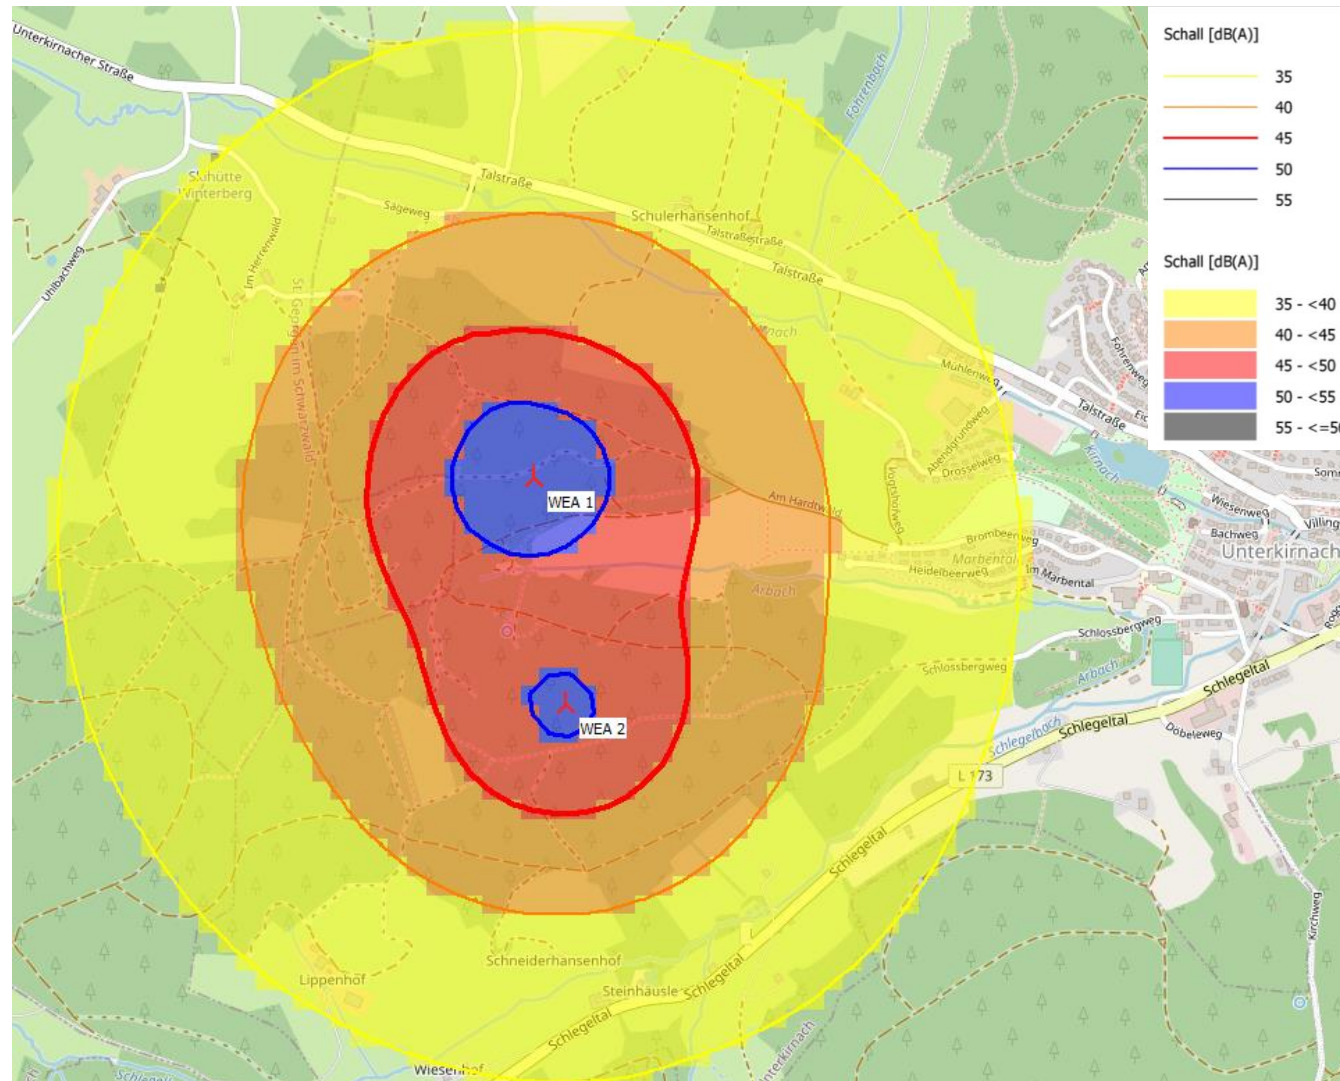 Unterkirnacher Straße
Föhrenbach
Skihütte
Winterberg
Talstraße
Sägeweg
Schulerhansenhof
Talstraßestraße
Talstraße
Uhlbachweg
Im Herrenwald
St. Georgen im Schwarzwald
Föhrenweg
Mühlenweg
Talstraße
Kirnach
Abendgrundweg
Drosselweg
Vogtshofweg
WEA 1
Am Hardtwald
Wiesenweg
Bachweg
Brombeerweg
Marbental
Unterkirnach
Heidelbeerweg
Im Marbental
Arbach
Schlossbergweg
Schlossbergweg
Arbach
Schlegeltal
WEA 2
Schlegeltal
Schlegelbach
Döbeleweg
L 173
Schlegeltal
Kirchweg
Schneiderhansenhof
Lippenhof
Steinhäusle
Schlegeltal
Schlegeltal
Wiesenhof
Schlegelbach
Schall [dB(A)]
35
40
45
50
55
Schall [dB(A)]
35 - <40
40 - <45
45 - <50
50 - <55